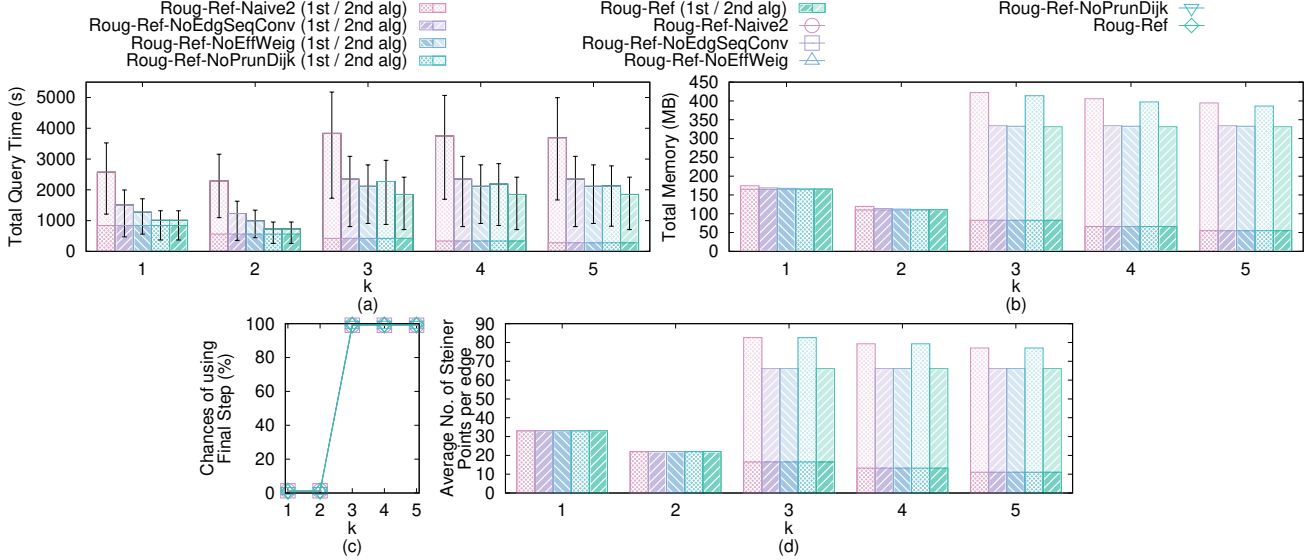 Roug-Ref-Naive2 (1st / 2nd alg)
Roug-Ref-NoEdgSeqConv (1st / 2nd alg)
Roug-Ref-NoEffWeig (1st / 2nd alg)
Roug-Ref-NoPrunDijk (1st / 2nd alg)
Roug-Ref (1st / 2nd alg)
Roug-Ref-Naive2
Roug-Ref-NoEdgSeqConv
Roug-Ref-NoEffWeig
Roug-Ref-NoPrunDijk
Roug-Ref
Total Query Time (s)
5000
4000
3000
2000
1000
0
1 2 3 4 5
k
(a)
Total Memory (MB)
450
400
350
300
250
200
150
100
50
0
1 2 3 4 5
k
(b)
Chances of using
Final Step (%)
100
80
60
40
20
0
1 2 3 4 5
k
(c)
Average No. of Steiner
Points per edge
90
80
70
60
50
40
30
20
10
0
1 2 3 4 5
k
(d)